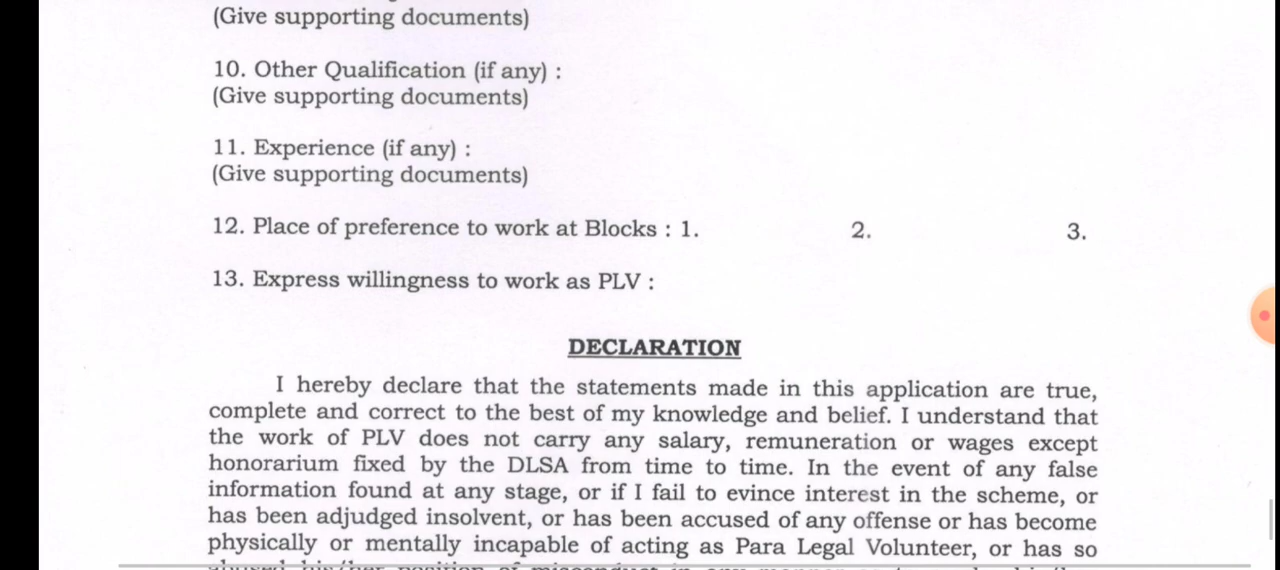 (Give supporting documents)
10. Other Qualification (if any) :
(Give supporting documents)
11. Experience (if any) :
(Give supporting documents)
12. Place of preference to work at Blocks : 1. 2. 3.
13. Express willingness to work as PLV :
DECLARATION
I hereby declare that the statements made in this application are true,
complete and correct to the best of my knowledge and belief. I understand that
the work of PLV does not carry any salary, remuneration or wages except
honorarium fixed by the DLSA from time to time. In the event of any false
information found at any stage, or if I fail to evince interest in the scheme, or
has been adjudged insolvent, or has been accused of any offense or has become
physically or mentally incapable of acting as Para Legal Volunteer, or has so